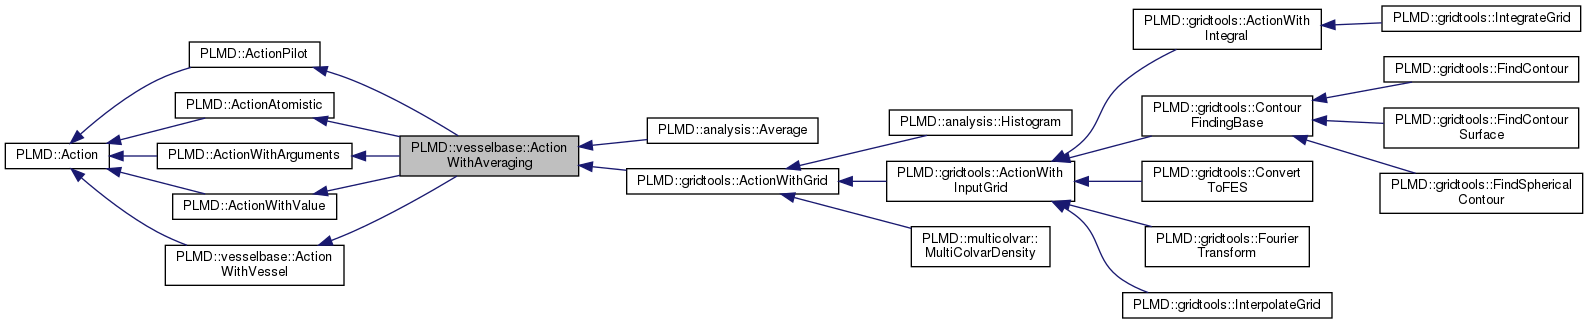 PLMD::Action
PLMD::ActionPilot
PLMD::ActionAtomistic
PLMD::ActionWithArguments
PLMD::ActionWithValue
PLMD::vesselbase::Action
WithVessel
PLMD::vesselbase::Action
WithAveraging
PLMD::analysis::Average
PLMD::gridtools::ActionWithGrid
PLMD::analysis::Histogram
PLMD::gridtools::ActionWith
InputGrid
PLMD::multicolvar::
MultiColvarDensity
PLMD::gridtools::ActionWith
Integral
PLMD::gridtools::Contour
FindingBase
PLMD::gridtools::Convert
ToFES
PLMD::gridtools::Fourier
Transform
PLMD::gridtools::InterpolateGrid
PLMD::gridtools::IntegrateGrid
PLMD::gridtools::FindContour
PLMD::gridtools::FindContour
Surface
PLMD::gridtools::FindSpherical
Contour